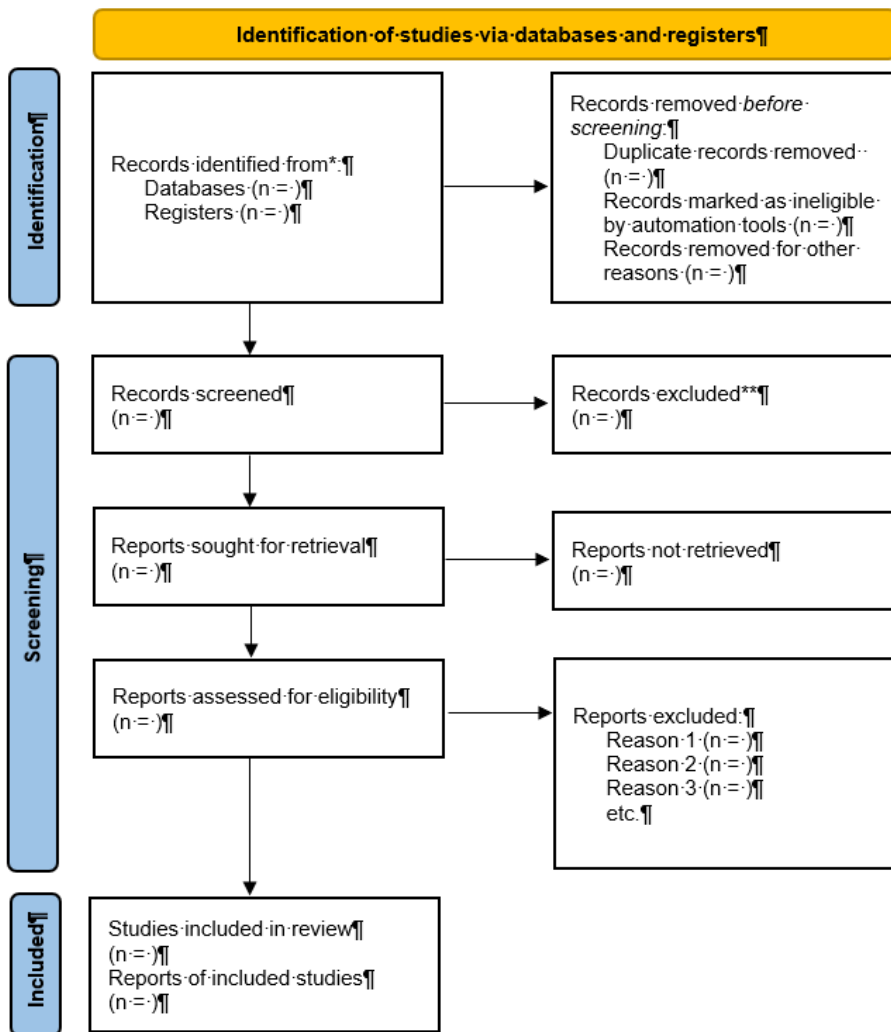 Identification·of·studies·via·databases·and·registers¶
Identification¶
Records·identified·from*:¶
Databases·(n·=·)¶
Registers·(n·=·)¶
Records·removed·before·
screening:¶
Duplicate·records·removed··
(n·=·)¶
Records·marked·as·ineligible·
by·automation·tools·(n·=·)¶
Records·removed·for·other·
reasons·(n·=·)¶
Screening¶
Records·screened¶
(n·=·)¶
Records·excluded**¶
(n·=·)¶
Reports·sought·for·retrieval¶
(n·=·)¶
Reports·not·retrieved¶
(n·=·)¶
Reports·assessed·for·eligibility¶
(n·=·)¶
Reports·excluded:¶
Reason·1·(n·=·)¶
Reason·2·(n·=·)¶
Reason·3·(n·=·)¶
etc.¶
Included¶
Studies·included·in·review¶
(n·=·)¶
Reports·of·included·studies¶
(n·=·)¶